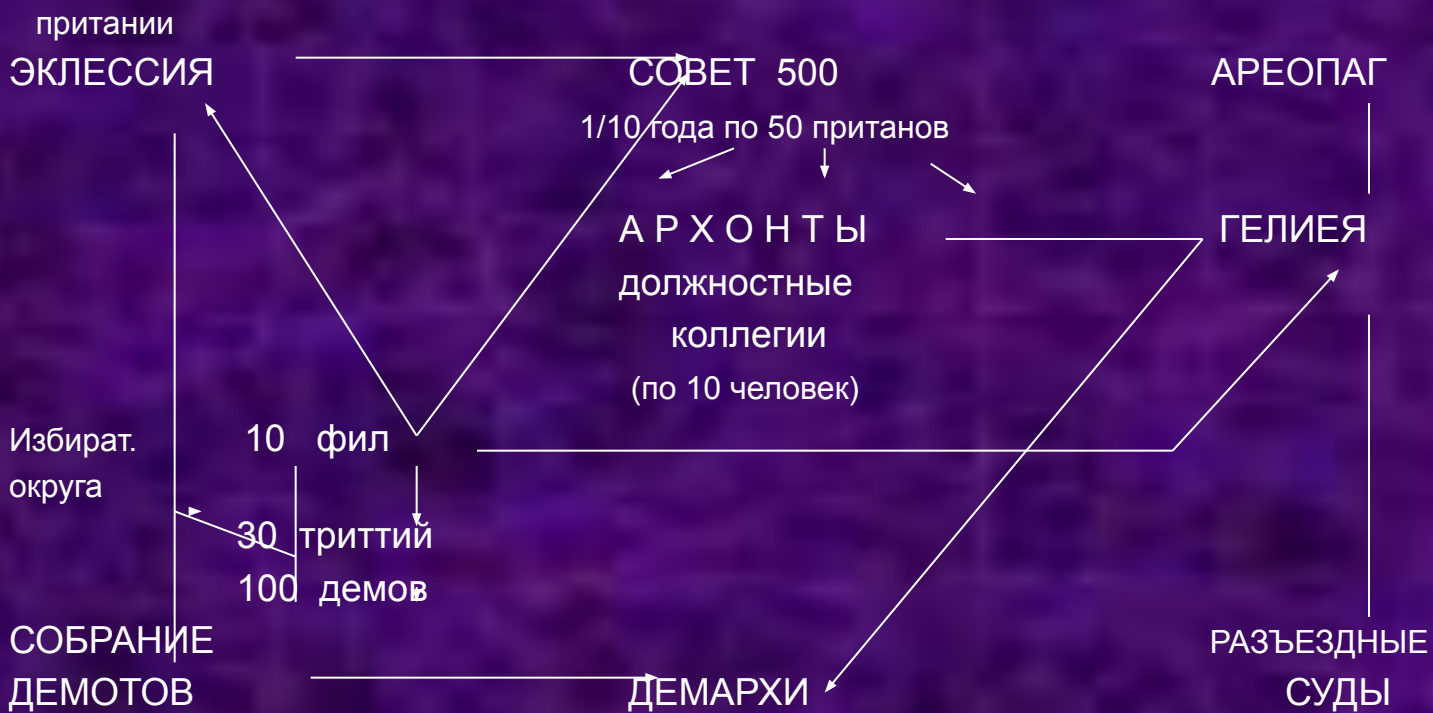 притании
ЭКЛЕССИЯ СОВЕТ 500 АРЕОПАГ
1/10 года по 50 пританов
А Р Х О Н Т Ы ГЕЛИЕЯ
должностные
коллегии
(по 10 человек)
Избират. 10 фил
округа
30 триттий
100 демов
СОБРАНИЕ РАЗЪЕЗДНЫЕ
ДЕМОТОВ ДЕМАРХИ СУДЫ